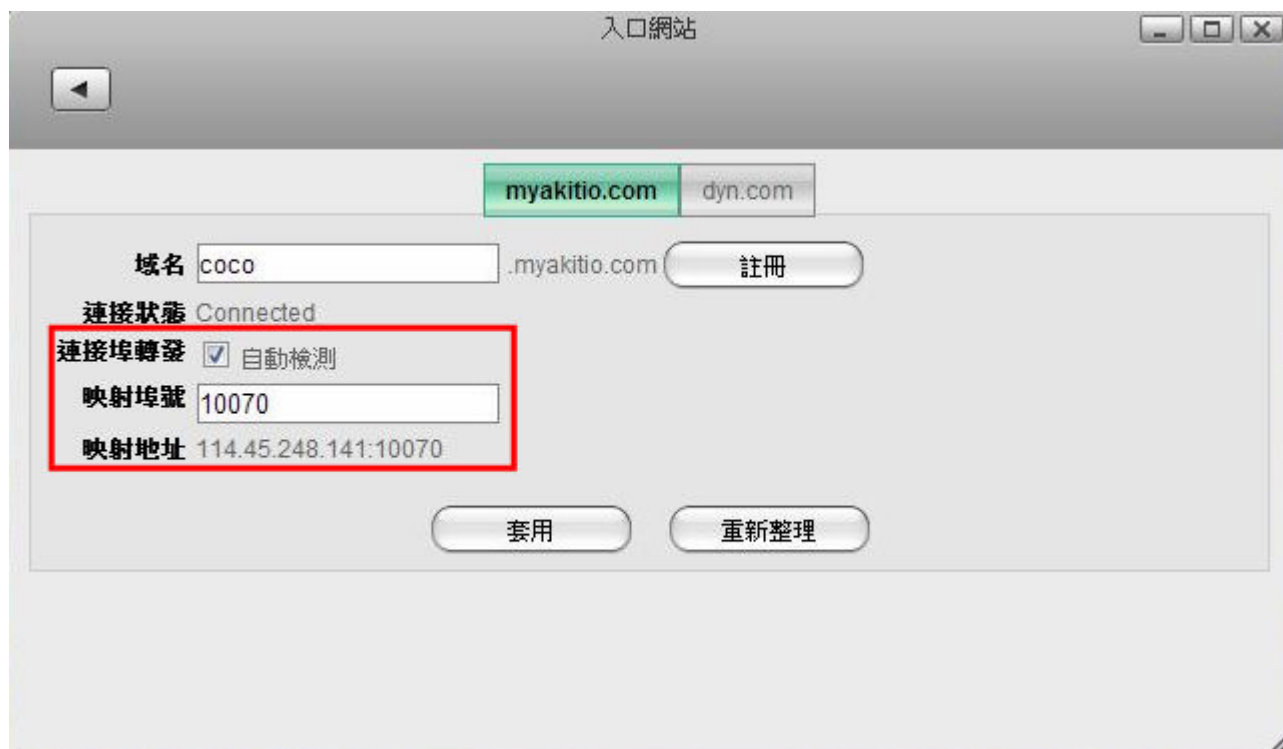 入口網站
myakitio.com dyn.com
域名 coco .myakitio.com 註冊
連接狀態 Connected
連接埠轉發 自動檢測
映射埠號 10070
映射地址 114.45.248.141:10070
套用 重新整理